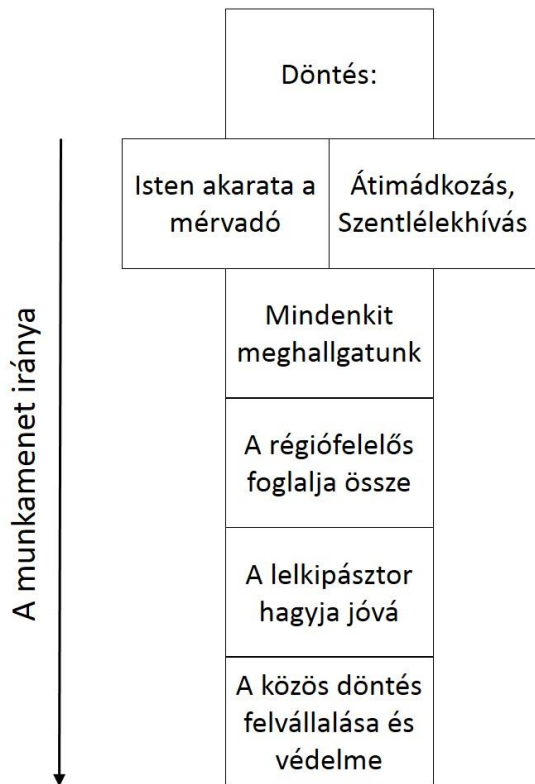 Döntés:
Isten akarata a
mérvadó
Átimádkozás,
Szentlélekhívás
Mindenkit
meghallgatunk
A régiófelelős
foglalja össze
A lelkipásztor
hagyja jóvá
A közös döntés
felvállalása és
védelme
A munkamenet iránya